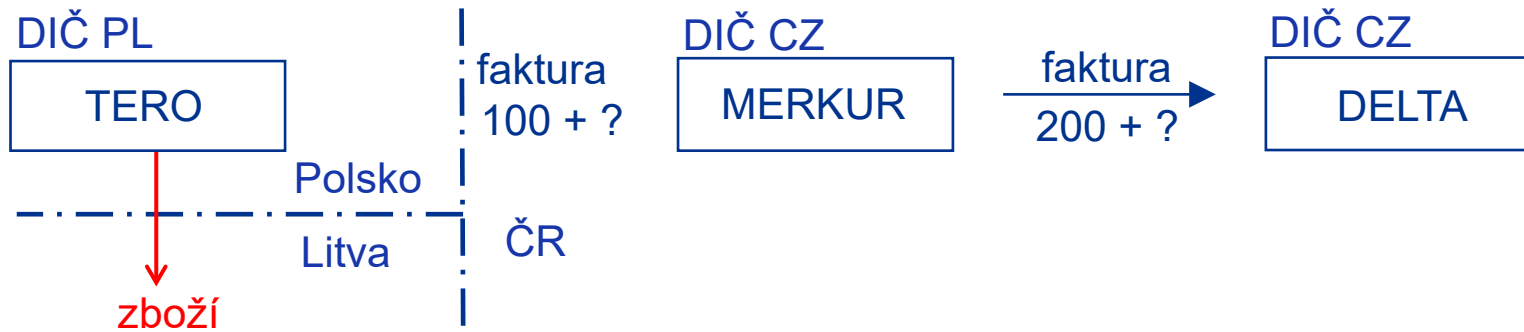 DIČ PL
TERO
Polsko
Litva
zboží
faktura
100 + ?
ČR
DIČ CZ
MERKUR
faktura
200 + ?
DIČ CZ
DELTA